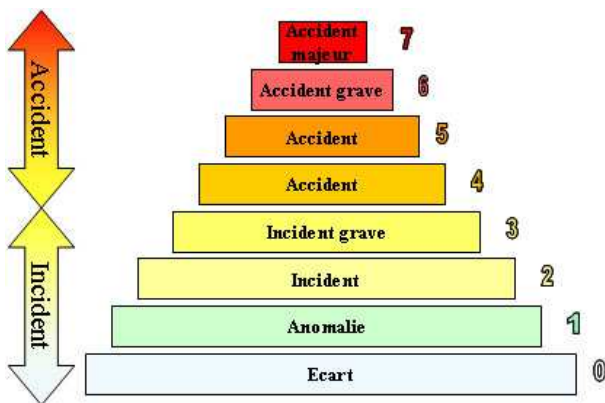 Accident
majeur
7
Accident grave
6
Accident
5
Accident
4
Incident grave
3
Incident
2
Anomalie
1
Ecart
0
Accident
Incident